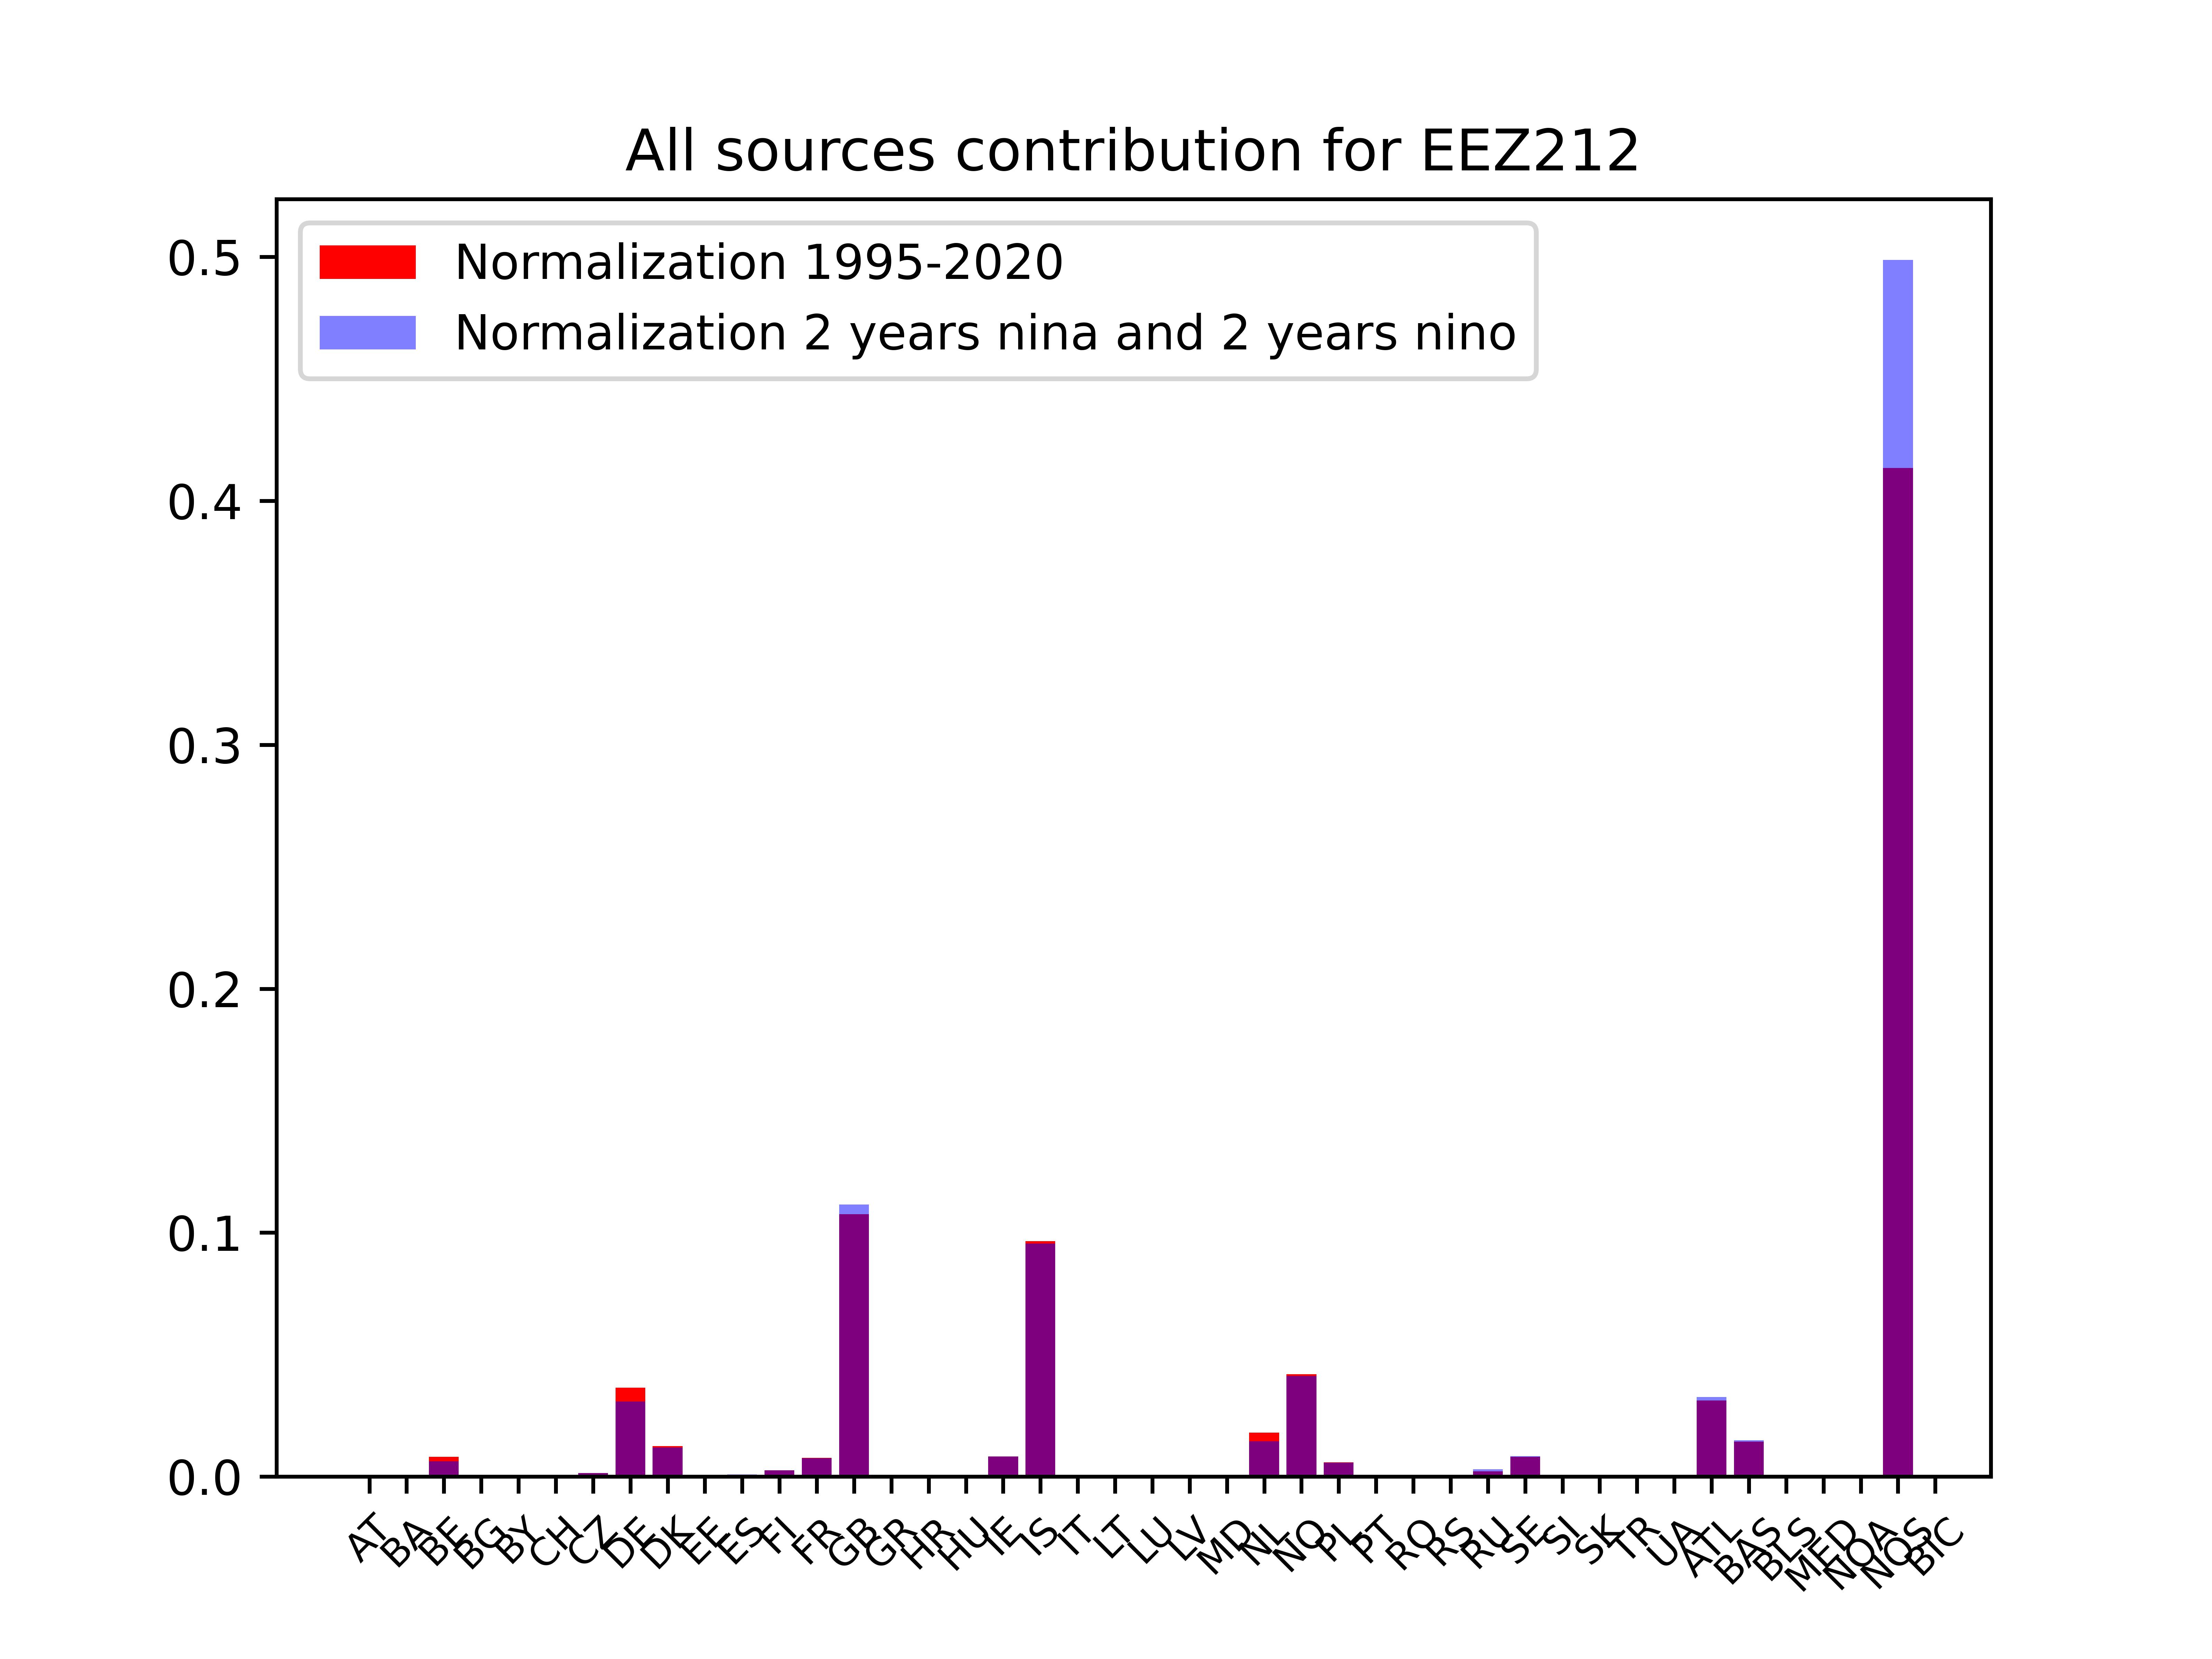 All sources contribution for EEZ212
Normalization 1995-2020
Normalization 2 years nina and 2 years nino
0.5
0.4
0.3
0.2
0.1
0.0
AT BA BE BG BY CH CZ DE DK EE ES FI FR GB GR HR HU IE IS IT LT LU LV MD NL NO PL PT RO RS RU SE SI SK TR UA ATL BAS BLS MED NOA NOS BIC